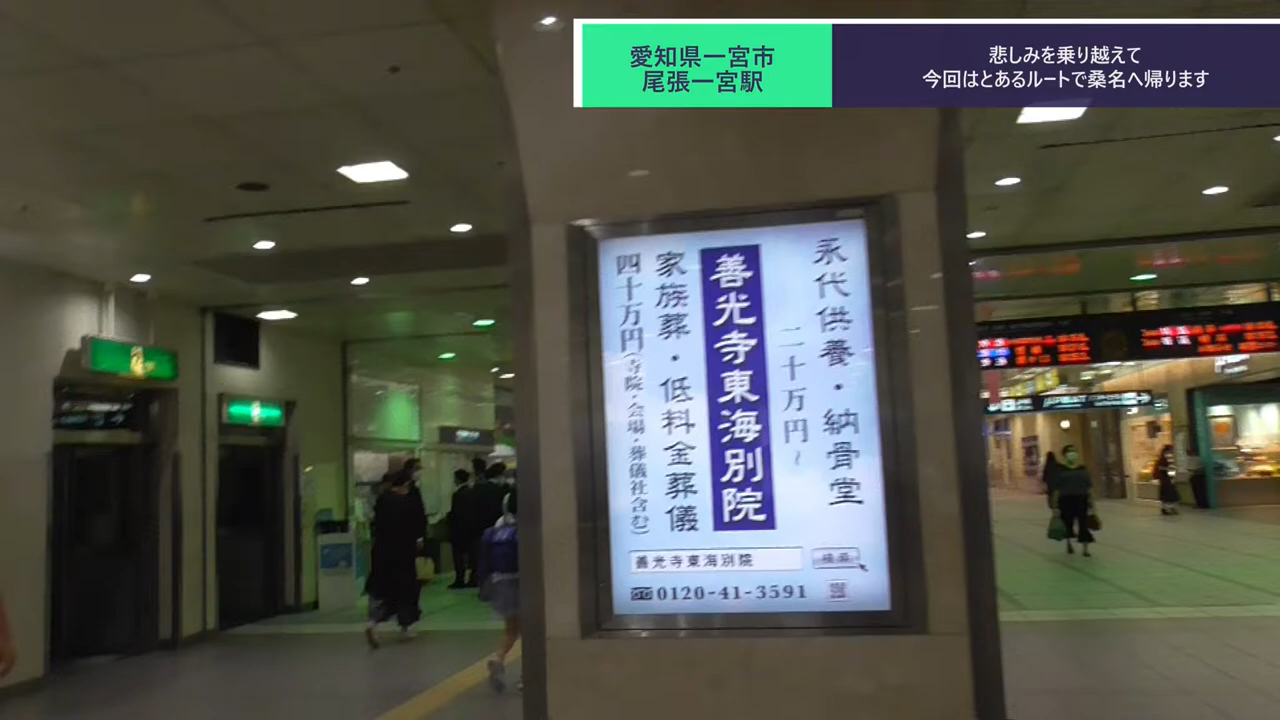 愛知県一宮市
尾張一宮駅
悲しみを乗り越えて
今回はとあるルートで桑名へ帰ります
永代供養・納骨堂
二十万円~
善光寺東海別院
家族葬・低料金葬儀
四十万円(寺院・会場・葬儀社含む)
善光寺東海別院
検索
0120-41-3591